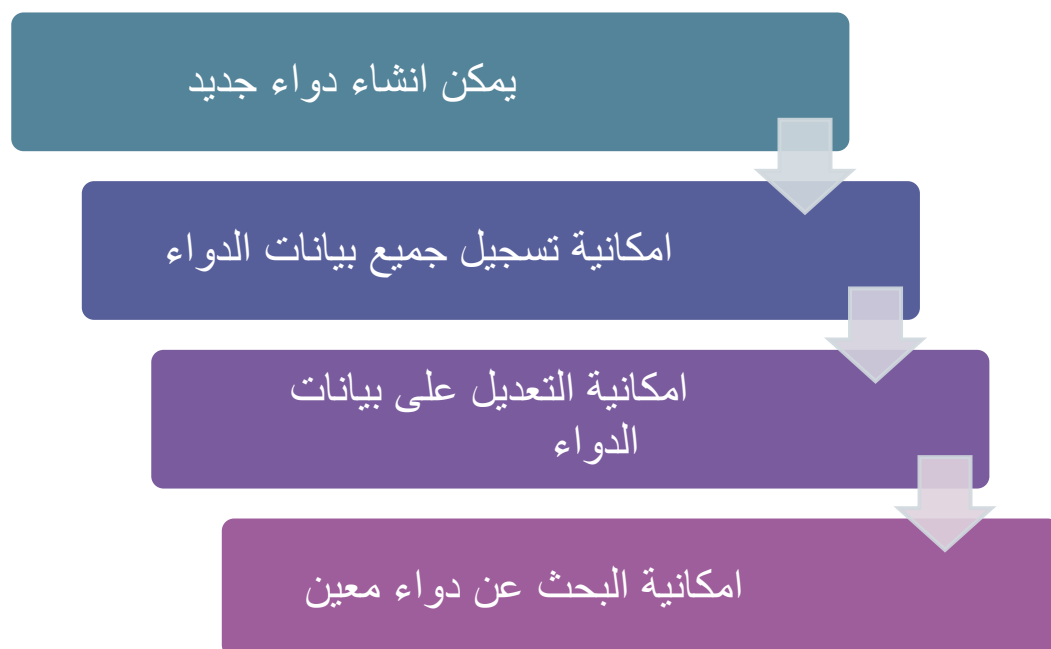 يمكن انشاء دواء جديد
امكانية تسجيل جميع بيانات الدواء
امكانية التعديل على بيانات
الدواء
امكانية البحث عن دواء معين